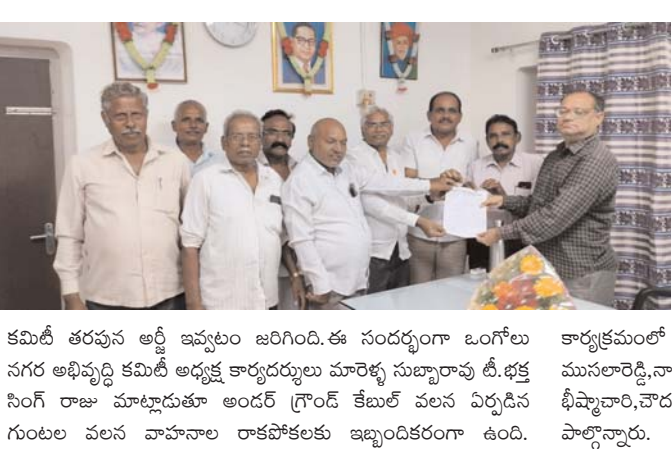 కమిటీ తరపున అర్జీ ఇవ్వటం జరిగింది.ఈ సందర్భంగా ఒంగోలు
నగర అభివృద్ధి కమిటీ అధ్యక్ష కార్యదర్శులు మారెళ్ళ సుబ్బారావు టీ.భక్త
సింగ్ రాజు మాట్లాడుతూ అండర్ గ్రౌండ్ కేబుల్ వలన ఏర్పడిన
గుంటల వలన వాహనాల రాకపోకలకు ఇబ్బందికరంగా ఉంది.
కార్యక్రమంలో
ముసలారెడ్డి,నా
భీష్మాచారి,చౌద
పాల్గొన్నారు.